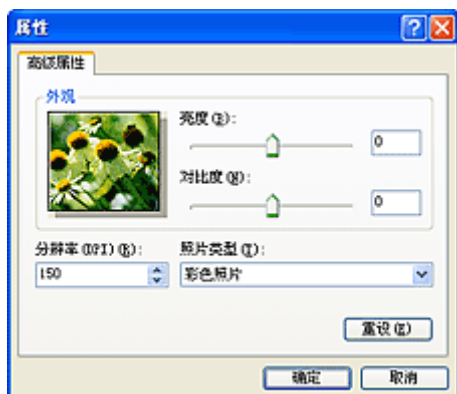 属性
高级属性
外观
亮度(B):
0
对比度(N):
0
分辨率(DPI)(R):
照片类型(T):
150
彩色照片
重设(E)
确定
取消